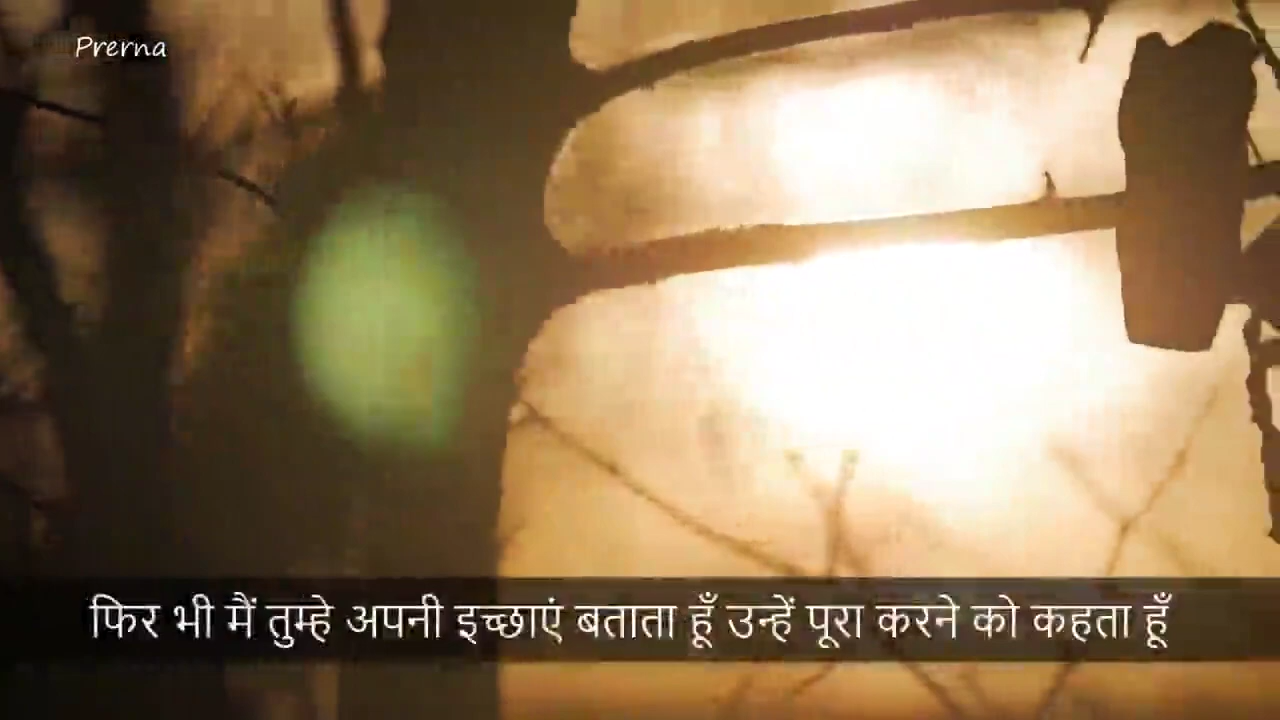 Prerna
फिर भी मैं तुम्हे अपनी इच्छाएं बताता हूँ उन्हें पूरा करने को कहता हूँ